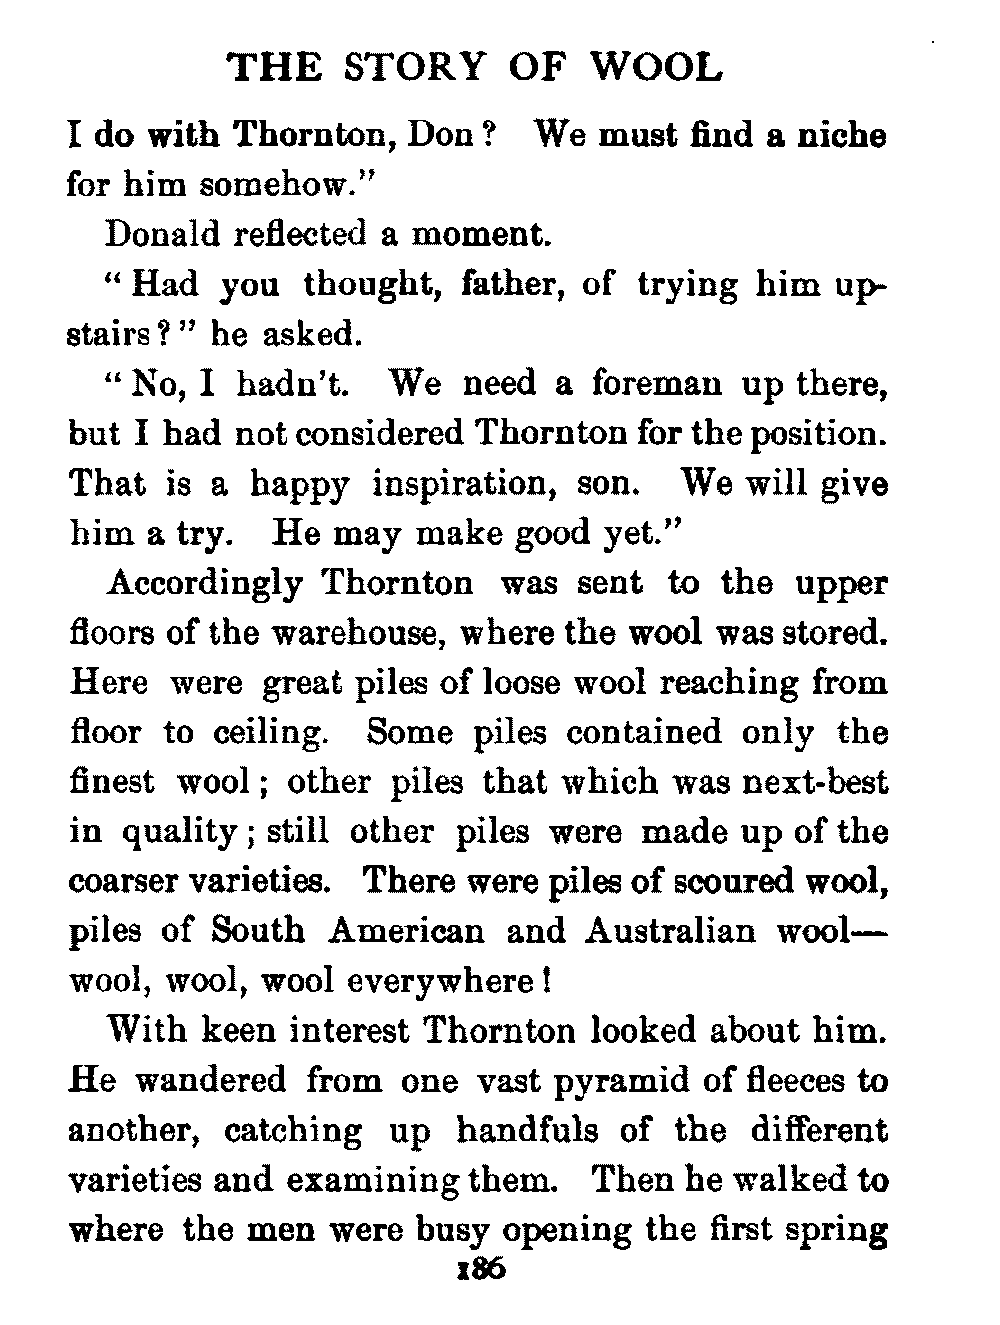 THE STORY OF WOOL
I do with Thornton, Don? We must find a niche
for him somehow."
Donald reflected a moment.
"Had you thought, father, of trying him up-
stairs?" he asked.
"No, I hadn't. We need a foreman up there,
but I had not considered Thornton for the position.
That is a happy inspiration, son. We will give
him a try. He may make good yet."
Accordingly Thornton was sent to the upper
floors of the warehouse, where the wool was stored.
Here were great piles of loose wool reaching from
floor to ceiling. Some piles contained only the
finest wool; other piles that which was next-best
in quality; still other piles were made up of the
coarser varieties. There were piles of scoured wool,
piles of South American and Australian wool—
wool, wool, wool everywhere!
With keen interest Thornton looked about him.
He wandered from one vast pyramid of fleeces to
another, catching up handfuls of the different
varieties and examining them. Then he walked to
where the men were busy opening the first spring
186